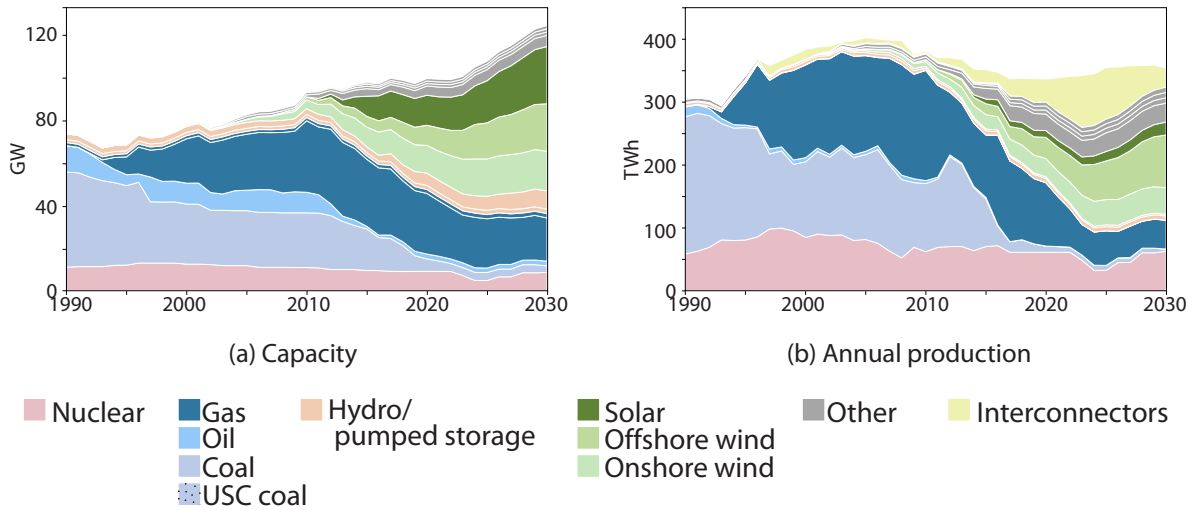 120
80
40
0
GW
1990
2000
2010
2020
2030
(a) Capacity
400
300
200
100
0
TWh
1990
2000
2010
2020
2030
(b) Annual production
Nuclear
Gas
Oil
Coal
USC coal
Hydro/
pumped storage
Solar
Offshore wind
Onshore wind
Other
Interconnectors